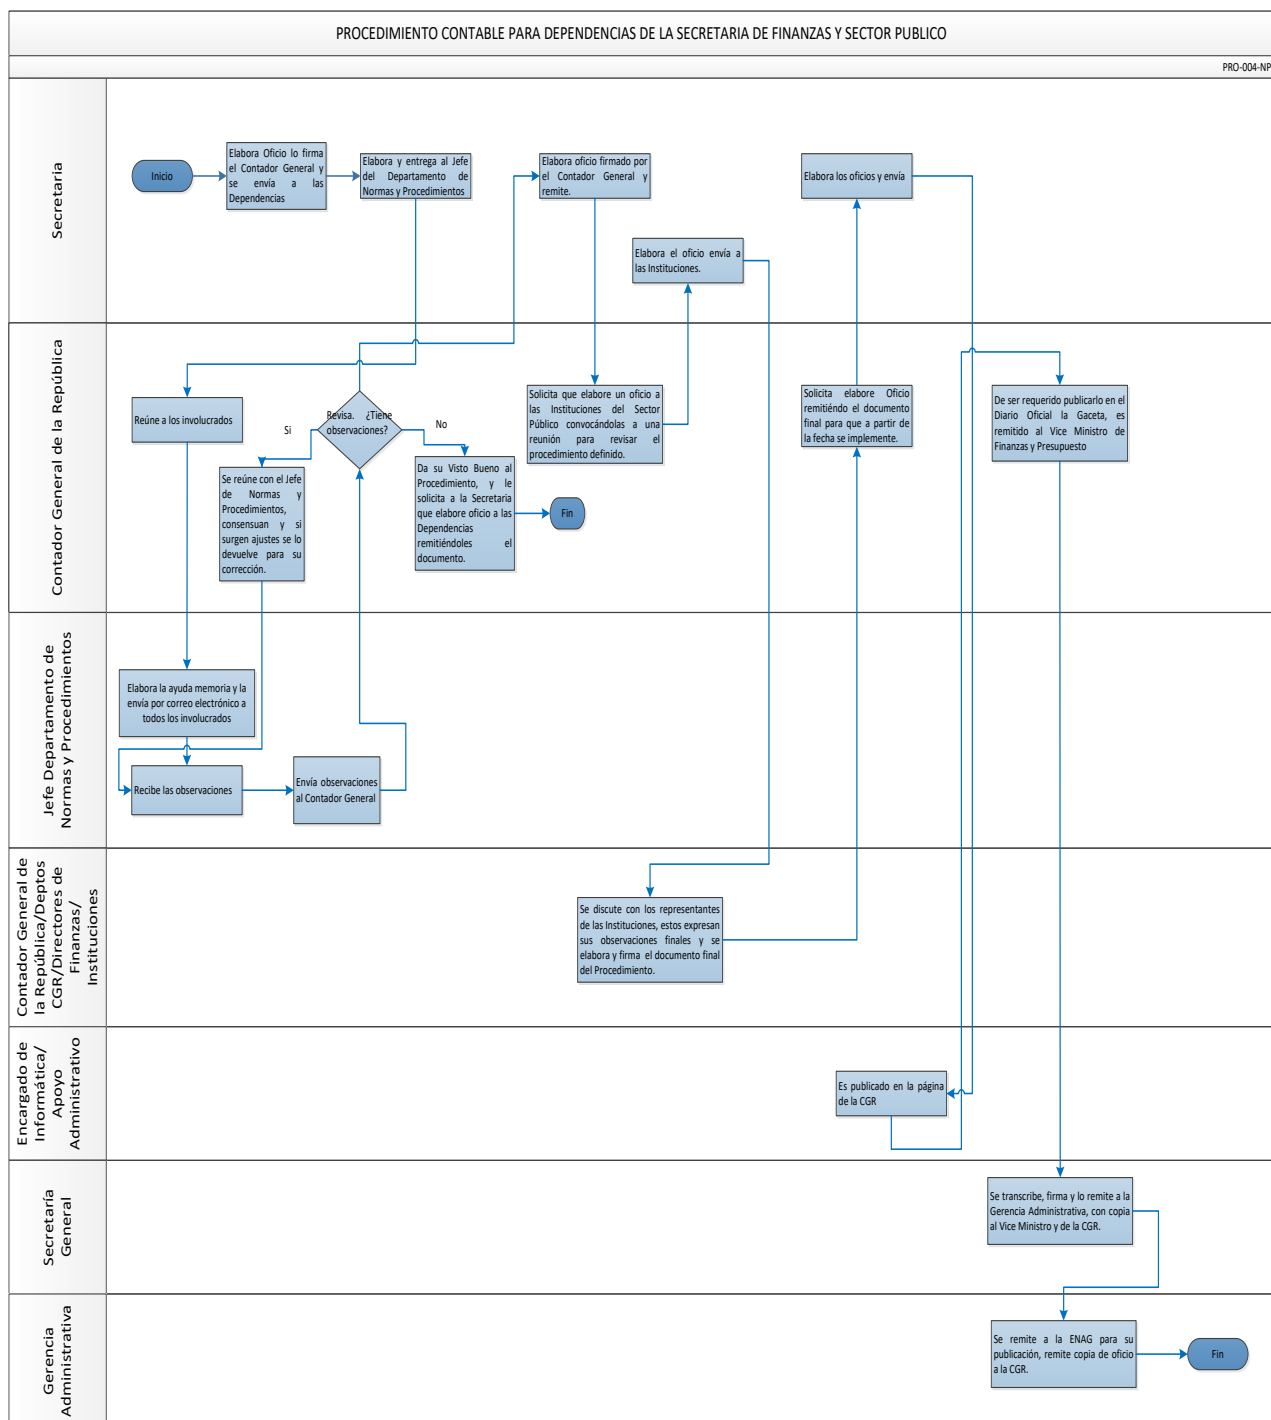 PROCEDIMIENTO CONTABLE PARA DEPENDENCIAS DE LA SECRETARIA DE FINANZAS Y SECTOR PUBLICO
PRO-004-NP
Secretaria
Inicio
Elabora Oficio lo firma
el Contador General y
se envía a las
Dependencias
Elabora y entrega al Jefe
del Departamento de
Normas y Procedimientos
Elabora oficio firmado por
el Contador General y
remite.
Elabora el oficio envía a
las Instituciones.
Elabora los oficios y envía
Contador General de la República
Reúne a los involucrados
Si
Revisa. ¿Tiene
observaciones?
No
Se reúne con el Jefe
de Normas y
Procedimientos,
consensuan y si
surgen ajustes se lo
devuelve para su
corrección.
Da su Visto Bueno al
Procedimiento, y le
solicita a la Secretaria
que elabore oficio a las
Dependencias
remitiéndoles el
documento.
Fin
Solicita que elabore un oficio a
las Instituciones del Sector
Público convocándolas a una
reunión para revisar el
procedimiento definido.
Solicita elabore Oficio
remitiéndo el documento
final para que a partir de
la fecha se implemente.
De ser requerido publicarlo en el
Diario Oficial la Gaceta, es
remitido al Vice Ministro de
Finanzas y Presupuesto
Jefe Departamento de
Normas y Procedimientos
Elabora la ayuda memoria y la
envía por correo electrónico a
todos los involucrados
Recibe las observaciones
Envía observaciones
al Contador General
Contador General de
la República/Deptos
CGR/Directores de
Finanzas/
Instituciones
Se discute con los representantes
de las Instituciones, estos expresan
sus observaciones finales y se
elabora y firma el documento final
del Procedimiento.
Encargado de
Informática/
Apoyo
Administrativo
Es publicado en la página
de la CGR
Secretaría
General
Se transcribe, firma y lo remite a la
Gerencia Administrativa, con copia
al Vice Ministro y de la CGR.
Gerencia
Administrativa
Se remite a la ENAG para su
publicación, remite copia de oficio
a la CGR.
Fin